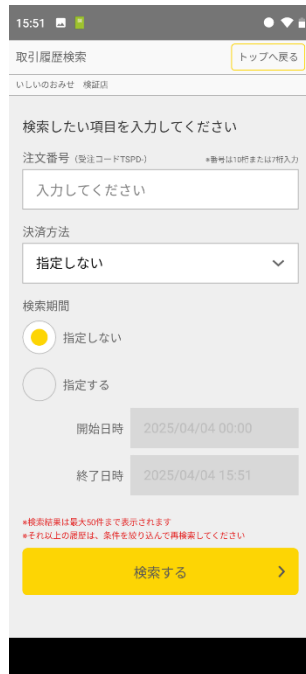 15:51
取引履歴検索
トップへ戻る
いしいのおみせ 検証店
検索したい項目を入力してください
注文番号 (受注コードTSPD-) *番号は10桁または7桁入力
入力してください
決済方法
指定しない
検索期間
指定しない
指定する
開始日時 2025/04/04 00:00
終了日時 2025/04/04 15:51
*検索結果は最大50件まで表示されます
*それ以上の履歴は、条件を絞り込んで再検索してください
検索する